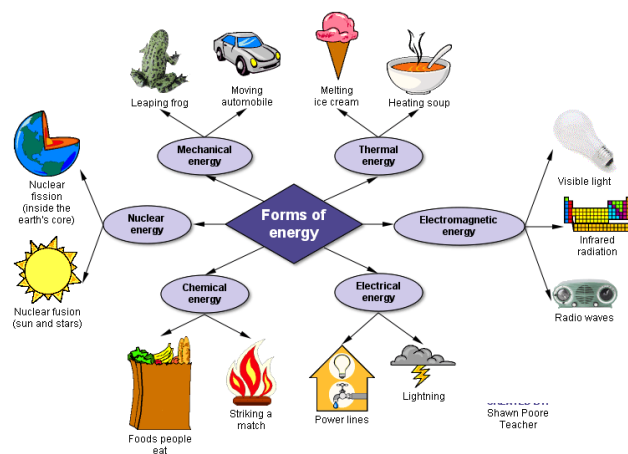 Leaping frog
Moving
automobile
Melting
ice cream
Heating soup
Mechanical
energy
Thermal
energy
Nuclear
fission
(inside the
earth's core)
Nuclear
energy
Forms of
energy
Electromagnetic
energy
Visible light
Infrared
radiation
Nuclear fusion
(sun and stars)
Chemical
energy
Electrical
energy
Radio waves
Foods people
eat
Striking a
match
Power lines
Lightning
Shawn Poore
Teacher